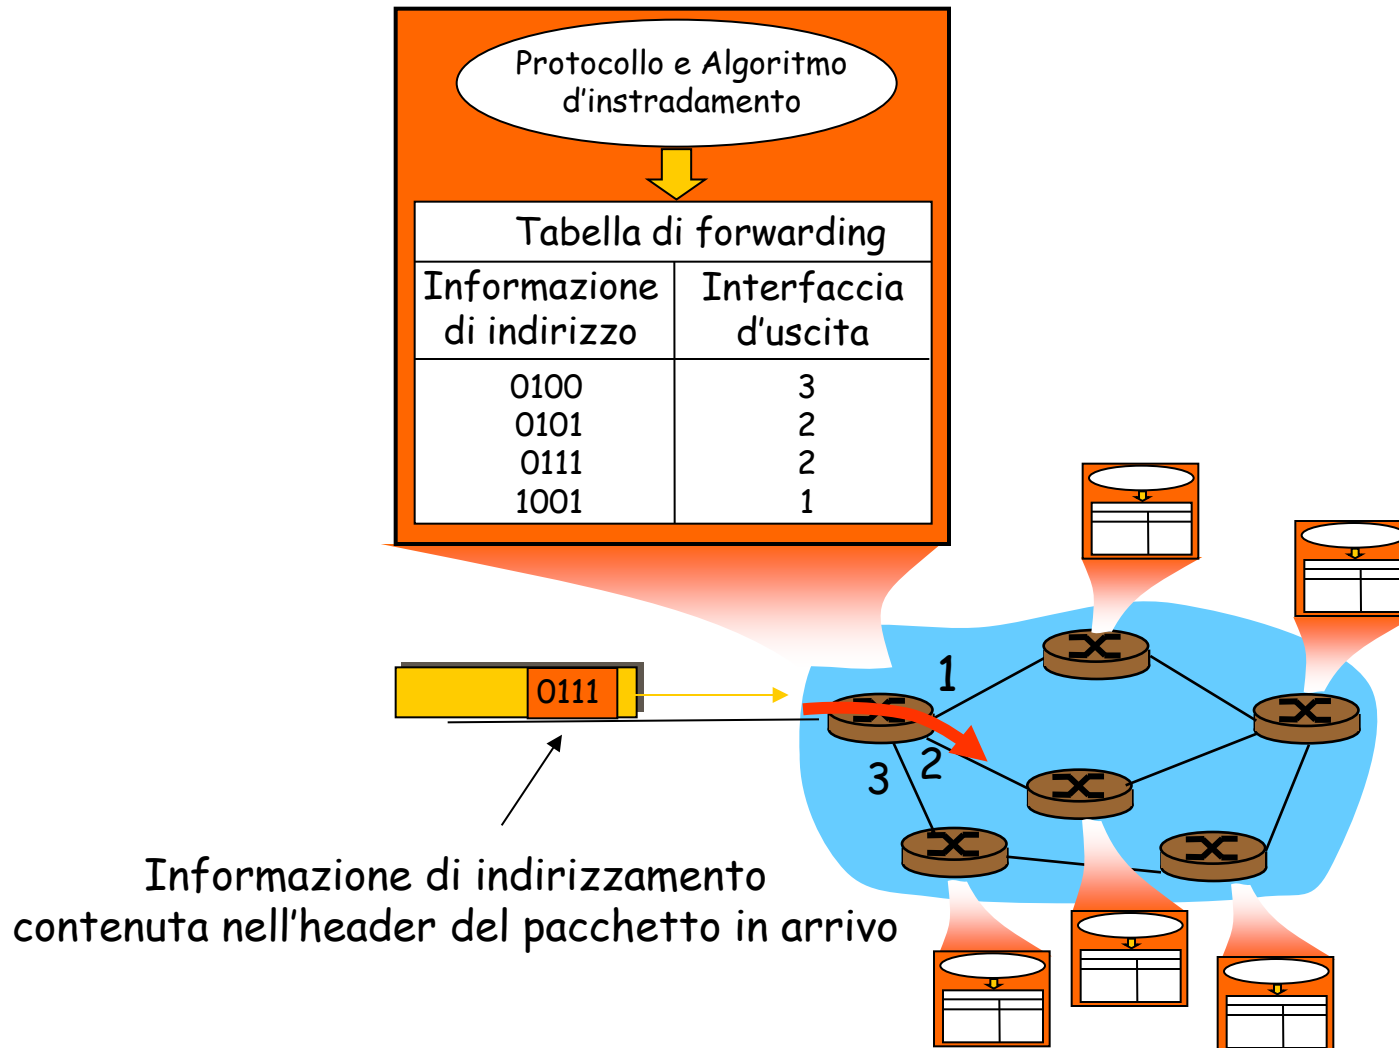 Protocollo e Algoritmo
d'instradamento
Tabella di forwarding
Informazione
di indirizzo
Interfaccia
d'uscita
0100 3
0101 2
0111 2
1001 1
0111
1
2
3
Informazione di indirizzamento
contenuta nell'header del pacchetto in arrivo